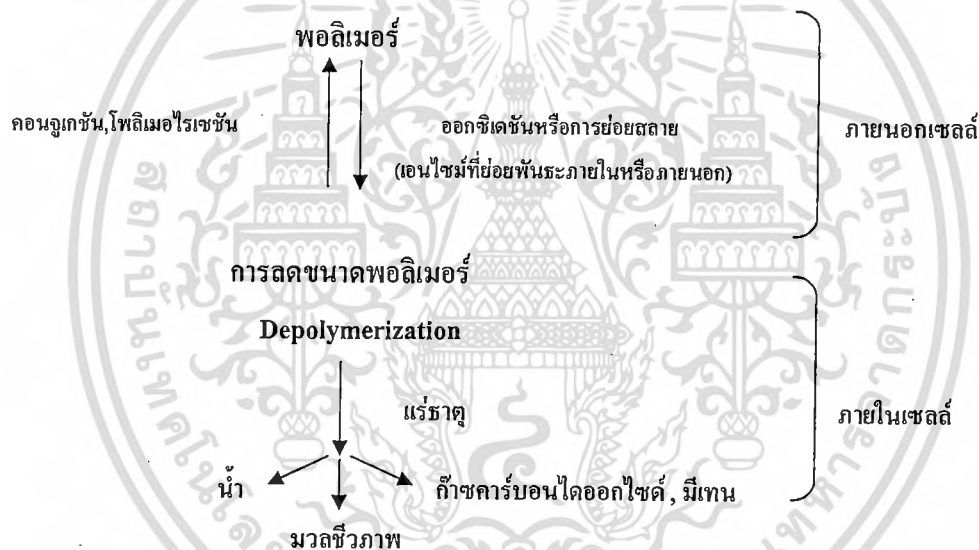 พอลิเมอร์
คอนจูเกชัน,โพลิเมอไรเซชัน
ออกซิเดชันหรือการย่อยสลาย
(เอนไซม์ที่ย่อยพันธะภายในหรือภายนอก)
ภายนอกเซลล์
การลดขนาดพอลิเมอร์
Depolymerization
แร่ธาตุ
ภายในเซลล์
น้ำ
ก๊าซคาร์บอนไดออกไซด์ , มีเทน
มวลชีวภาพ